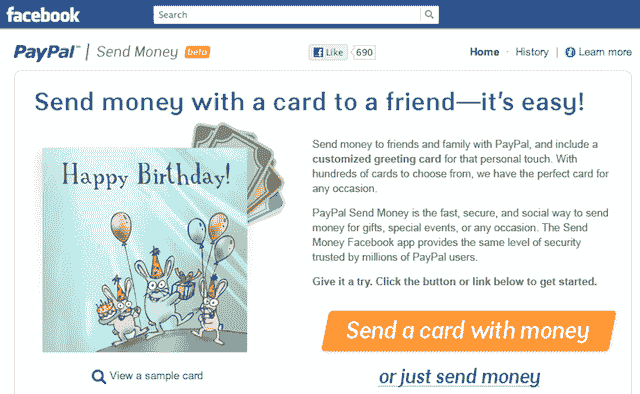 facebook
Search
PayPal™ | Send Money beta
Like 690
Home · History | Learn more
Send money with a card to a friend—it's easy!
Happy Birthday!
Send money to friends and family with PayPal, and include a
customized greeting card for that personal touch. With
hundreds of cards to choose from, we have the perfect card for
any occasion.
PayPal Send Money is the fast, secure, and social way to send
money for gifts, special events, or any occasion. The Send
Money Facebook app provides the same level of security
trusted by millions of PayPal users.
Give it a try. Click the button or link below to get started.
Send a card with money
View a sample card
or just send money